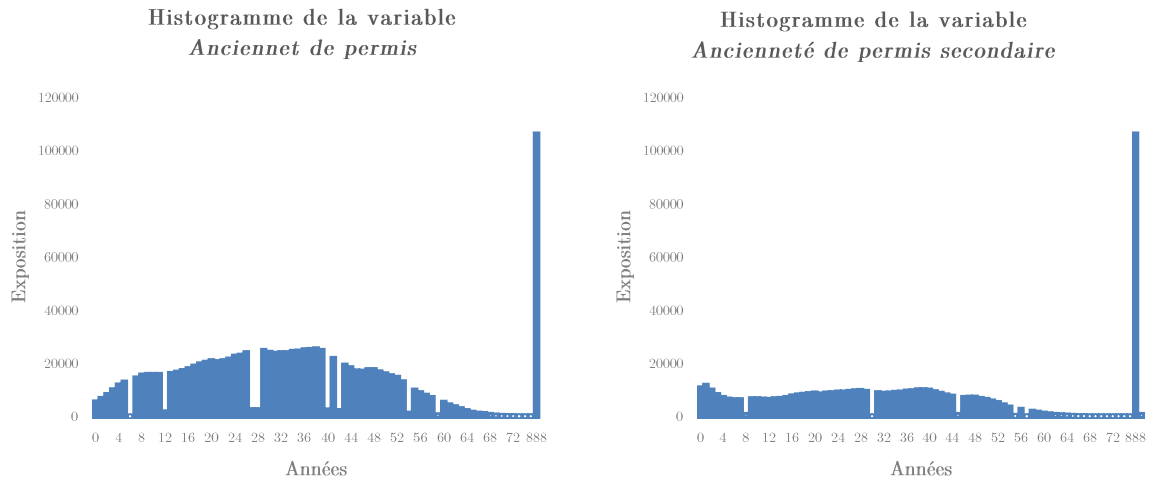 Histogramme de la variable
Anciennet de permis
120000
100000
80000
60000
40000
20000
0
Exposition
0 4 8 12 16 20 24 28 32 36 40 44 48 52 56 60 64 68 72 888
Années
Histogramme de la variable
Ancienneté de permis secondaire
120000
100000
80000
60000
40000
20000
0
Exposition
0 4 8 12 16 20 24 28 32 36 40 44 48 52 56 60 64 68 72 888
Années